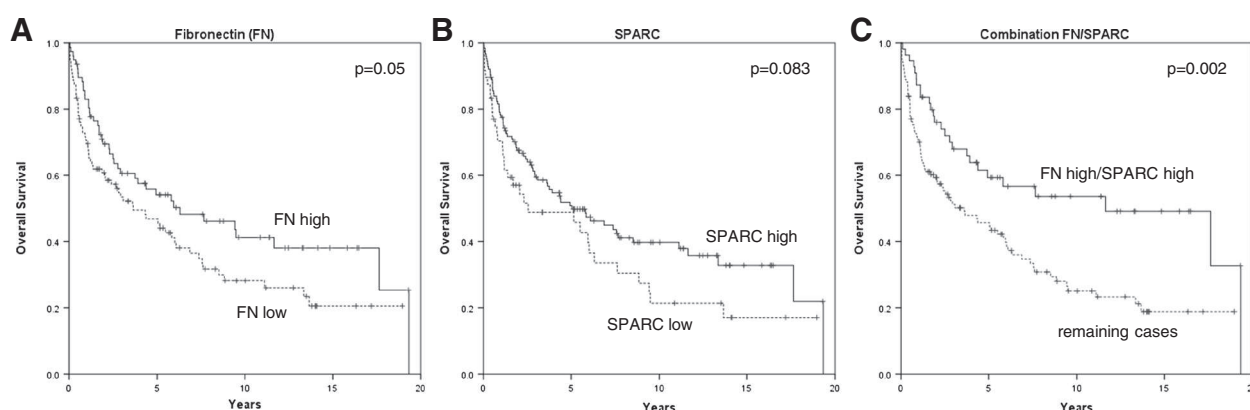 A
Fibronectin (FN)
p=0.05
1.0
0.8
0.6
0.4
0.2
0.0
Overall Survival
FN high
FN low
0 5 10 15 20
Years
B
SPARC
p=0.083
1.0
0.8
0.6
0.4
0.2
0.0
Overall Survival
SPARC high
SPARC low
0 5 10 15 20
Years
C
Combination FN/SPARC
p=0.002
1.0
0.8
0.6
0.4
0.2
0.0
Overall Survival
FN high/SPARC high
remaining cases
0 5 10 15 20
Years